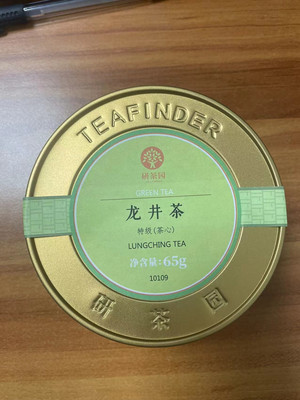 TEAFINDER
研茶园
GREEN TEA
龙井茶
特级(茶心)
LUNGCHING TEA
净含量:65g
10109
研茶园